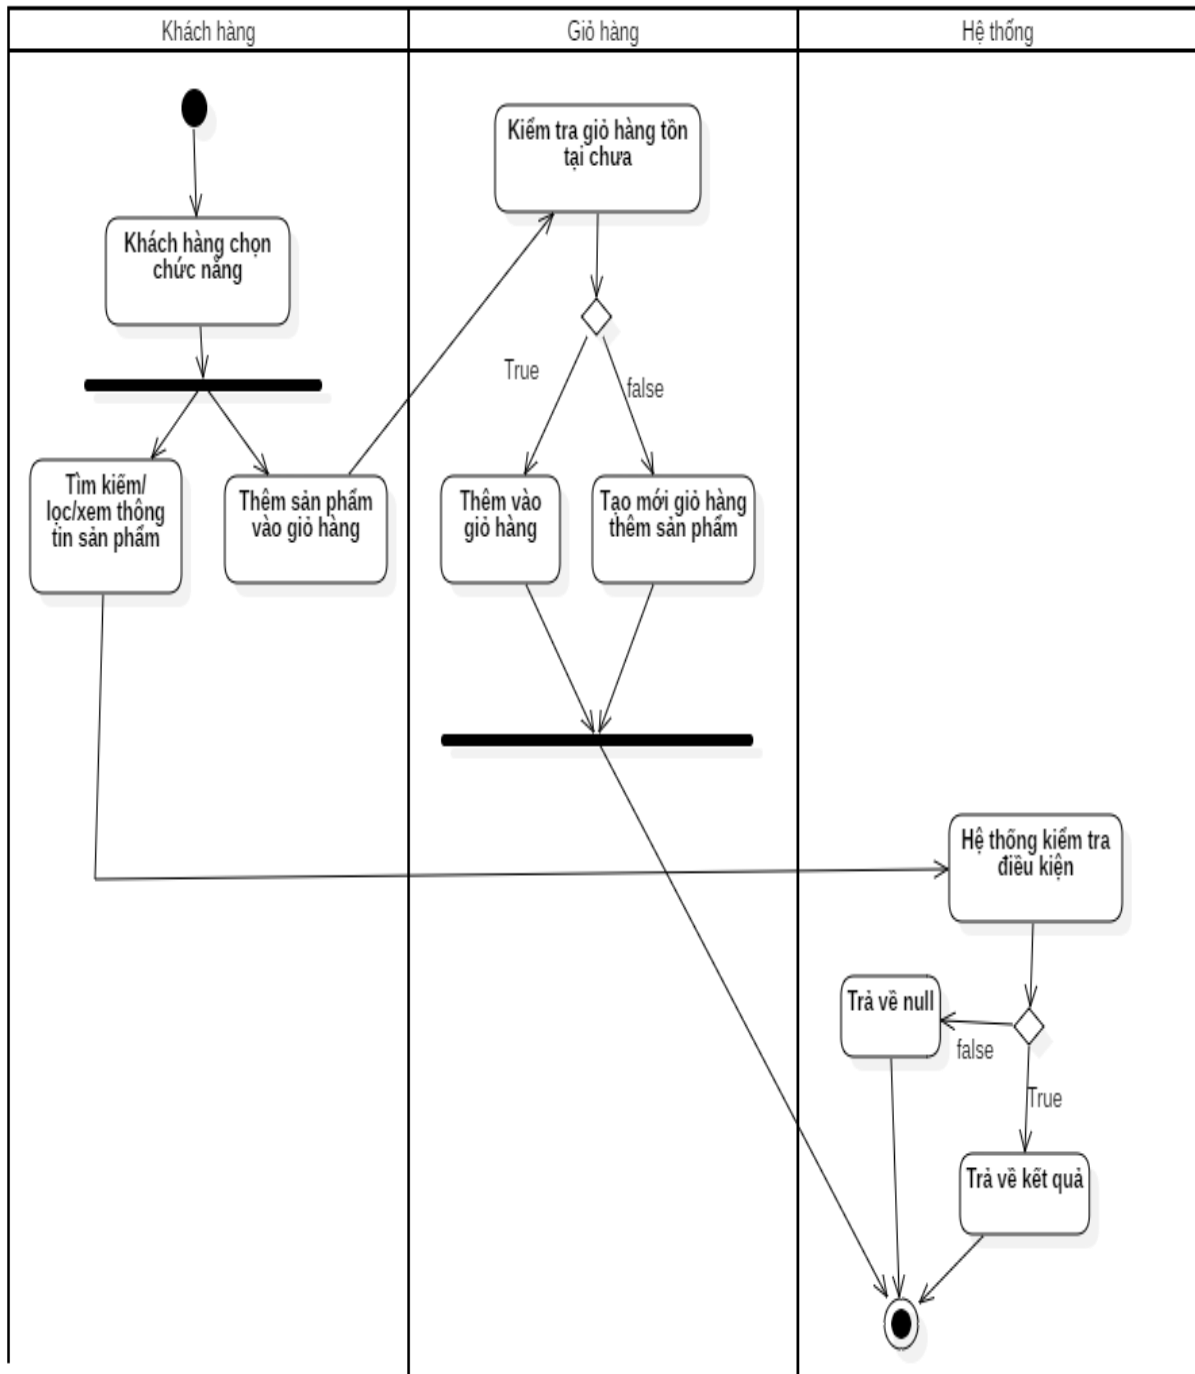 Khách hàng
Giỏ hàng
Hệ thống
Kiểm tra giỏ hàng tồn
tại chưa
Khách hàng chọn
chức năng
True
false
Tìm kiếm/
lọc/xem thông
tin sản phẩm
Thêm sản phẩm
vào giỏ hàng
Thêm vào
giỏ hàng
Tạo mới giỏ hàng
thêm sản phẩm
Hệ thống kiểm tra
điều kiện
Trả về null
false
True
Trả về kết quả